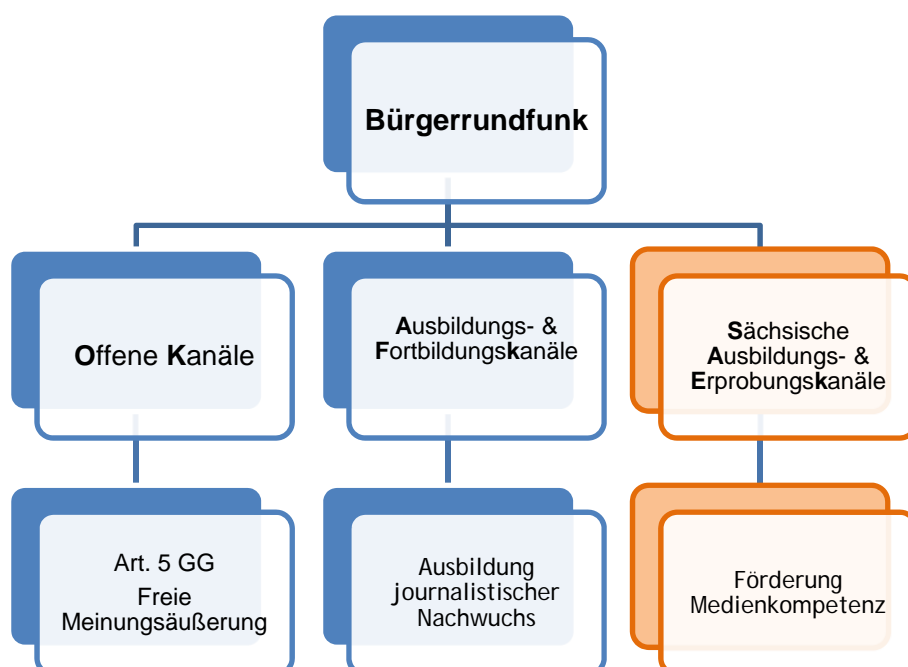 Bürgerrundfunk
Offene Kanäle
Ausbildungs- &
Fortbildungskanäle
Sächsische
Ausbildungs- &
Erprobungskanäle
Art. 5 GG
Freie
Meinungsäußerung
Ausbildung
journalistischer
Nachwuchs
Förderung
Medienkompetenz